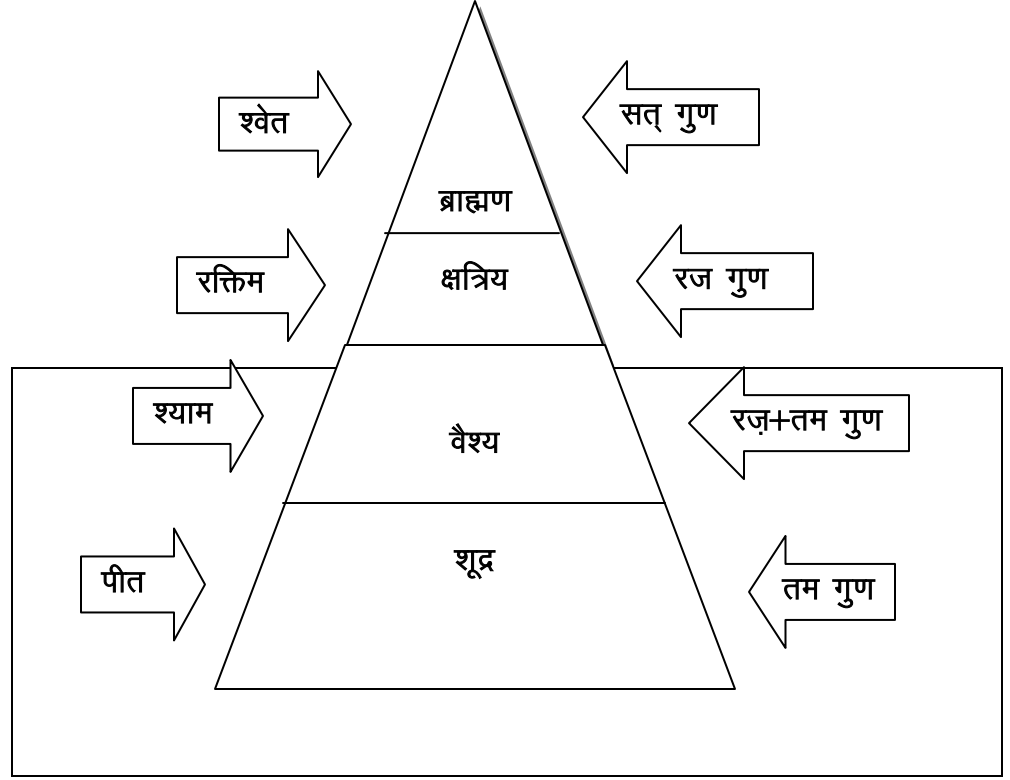 श्वेत
सत् गुण
ब्राह्मण
रक्तिम
क्षत्रिय
रज गुण
श्याम
वैश्य
रज़+तम गुण
पीत
शूद्र
तम गुण